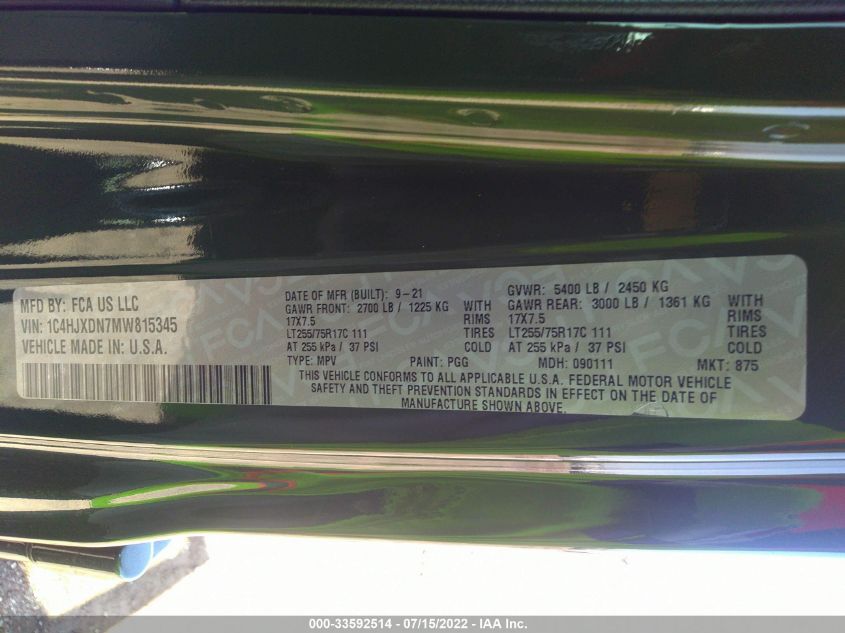 MFD BY: FCA US LLC
VIN: 1C4HJXDN7MW815345
VEHICLE MADE IN: U.S.A.
DATE OF MFR (BUILT): 9-21
GAWR FRONT: 2700 LB / 1225 KG WITH
17X7.5 RIMS
LT255/75R17C 111 TIRES
AT 255 kPa / 37 PSI COLD
TYPE: MPV PAINT: PGG
GVWR: 5400 LB / 2450 KG
GAWR REAR: 3000 LB / 1361 KG WITH
17X7.5 RIMS
LT255/75R17C 111 TIRES
AT 255 kPa / 37 PSI COLD
MDH: 090111 MKT: 875
THIS VEHICLE CONFORMS TO ALL APPLICABLE U.S.A. FEDERAL MOTOR VEHICLE
SAFETY AND THEFT PREVENTION STANDARDS IN EFFECT ON THE DATE OF
MANUFACTURE SHOWN ABOVE.
000-33592514 - 07/15/2022 - IAA Inc.